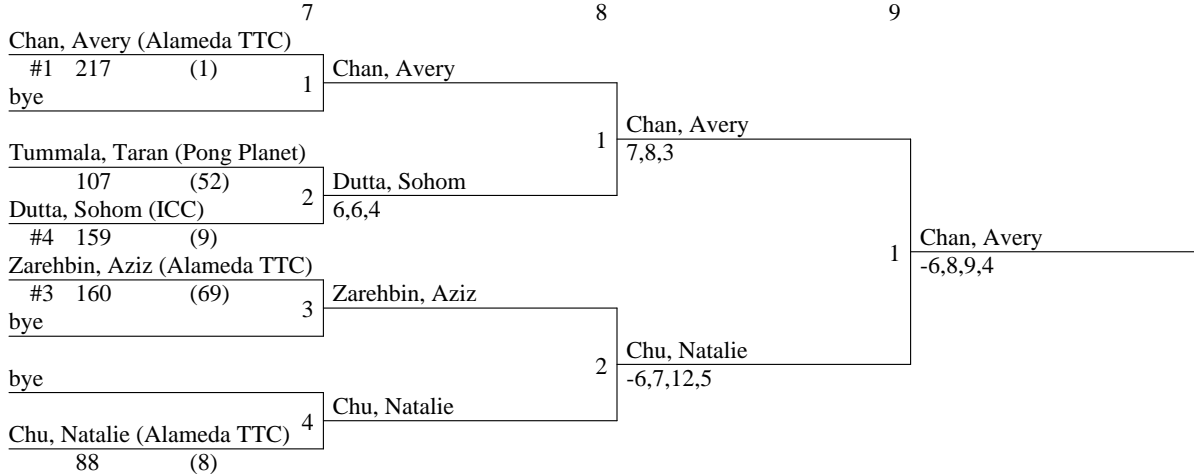 7 8 9
Chan, Avery (Alameda TTC)
#1 217 (1)
1 Chan, Avery
bye
1 Chan, Avery
7,8,3
Tummala, Taran (Pong Planet)
107 (52)
2 Dutta, Sohom
6,6,4
Dutta, Sohom (ICC)
#4 159 (9)
1 Chan, Avery
-6,8,9,4
Zarehbin, Aziz (Alameda TTC)
#3 160 (69)
3 Zarehbin, Aziz
bye
2 Chu, Natalie
-6,7,12,5
bye
4 Chu, Natalie
Chu, Natalie (Alameda TTC)
88 (8)